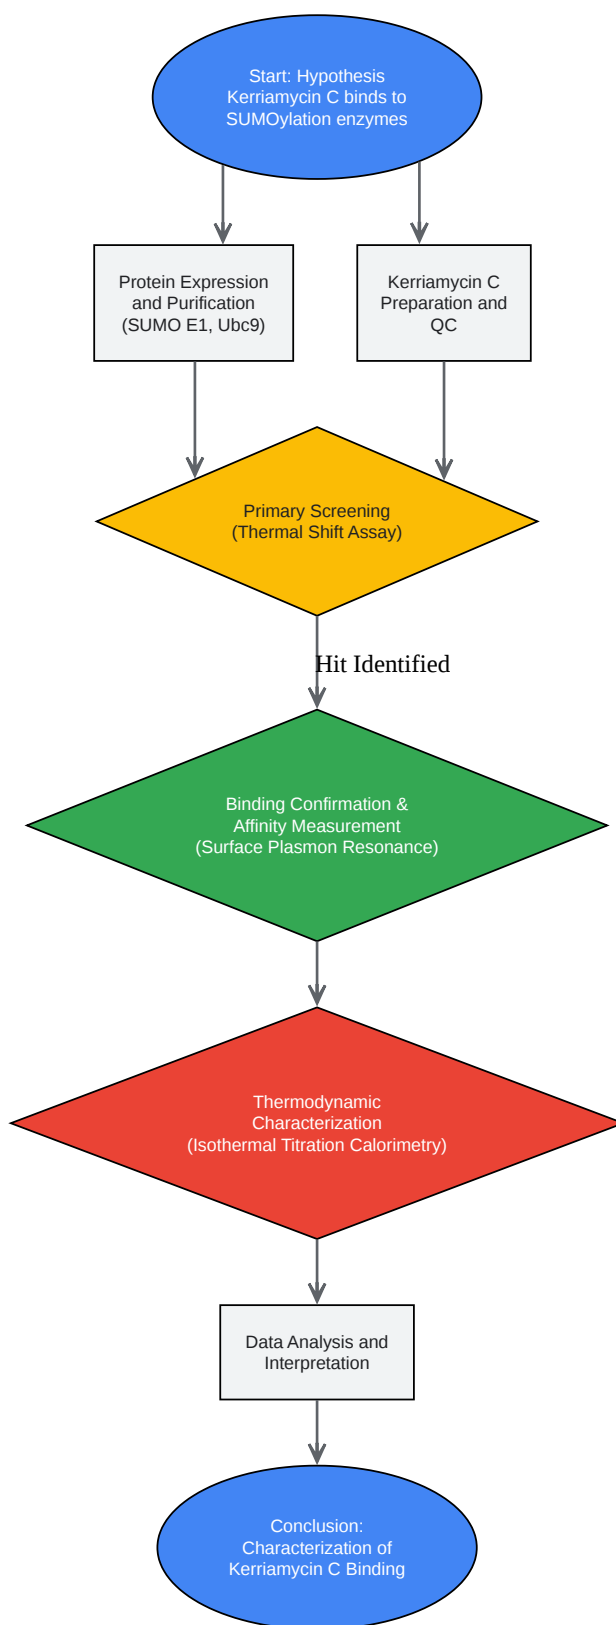 Start: Hypothesis
Kerriamycin C binds to
SUMOylation enzymes
Protein Expression
and Purification
(SUMO E1, Ubc9)
Kerriamycin C
Preparation and
QC
Primary Screening
(Thermal Shift Assay)
Hit Identified
Binding Confirmation &
Affinity Measurement
(Surface Plasmon Resonance)
Thermodynamic
Characterization
(Isothermal Titration Calorimetry)
Data Analysis and
Interpretation
Conclusion:
Characterization of
Kerriamycin C Binding